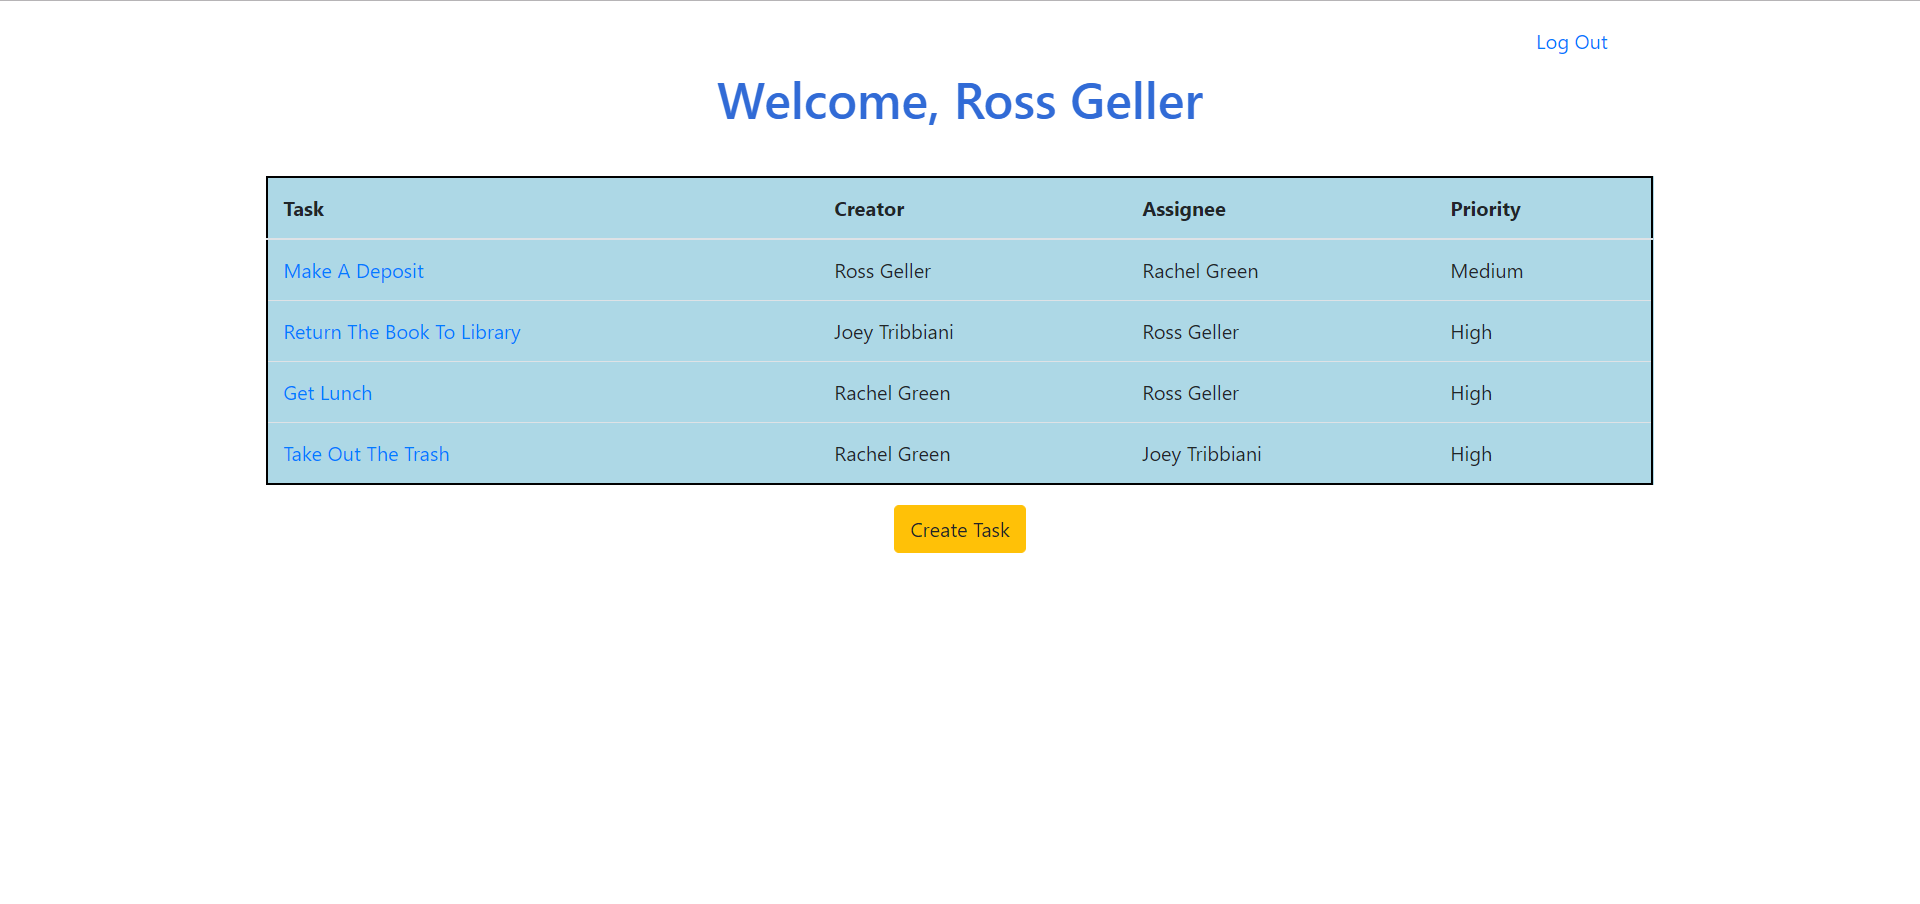 Log Out
Welcome, Ross Geller
Task Creator Assignee Priority
Make A Deposit Ross Geller Rachel Green Medium
Return The Book To Library Joey Tribbiani Ross Geller High
Get Lunch Rachel Green Ross Geller High
Take Out The Trash Rachel Green Joey Tribbiani High
Create Task